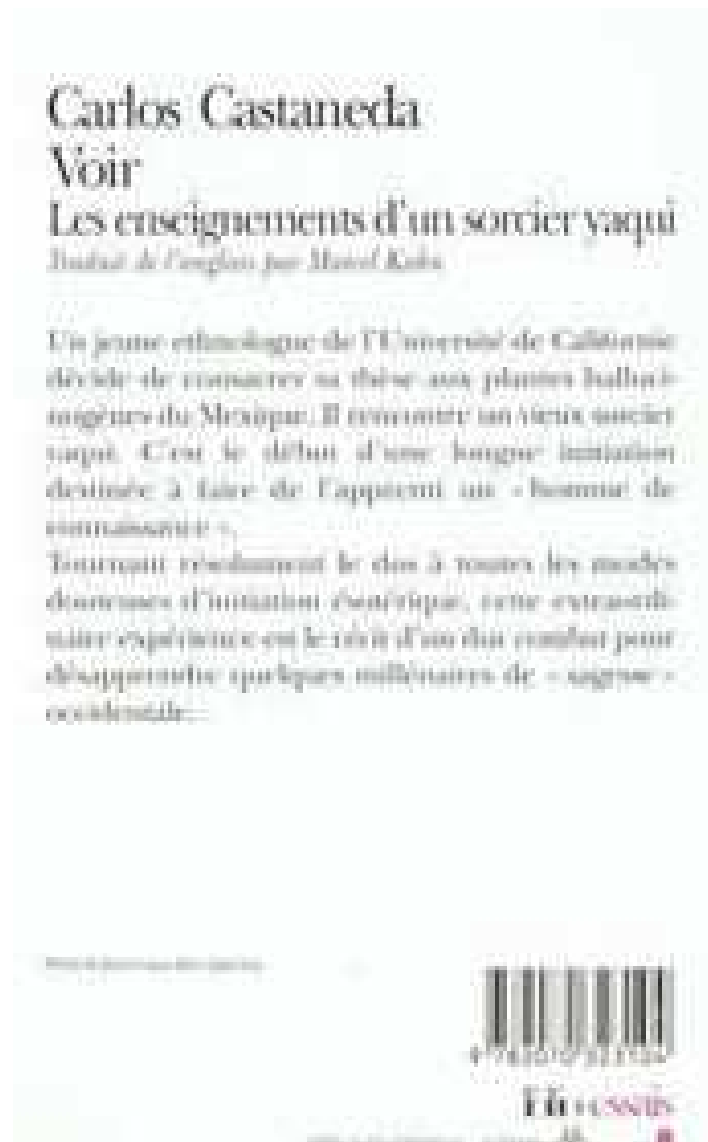 Carlos Castaneda
Voir
Les enseignements d'un sorcier yaqui
Traduit de l'anglais par Marcel Kahn
Un jeune ethnologue de l'Université de Californie
décide de consacrer sa thèse aux plantes halluci-
nogènes du Mexique. Il rencontre un vieux sorcier
yaqui. C'est le début d'une longue initiation
destinée à faire de l'apprenti un « homme de
connaissance ».
Tournant résolument le dos à toutes les modes
douteuses d'initiation ésotérique, cette extraordi-
naire expérience est le récit d'un dur combat pour
désapprendre quelques millénaires de « sagesse »
occidentale.
folio essais